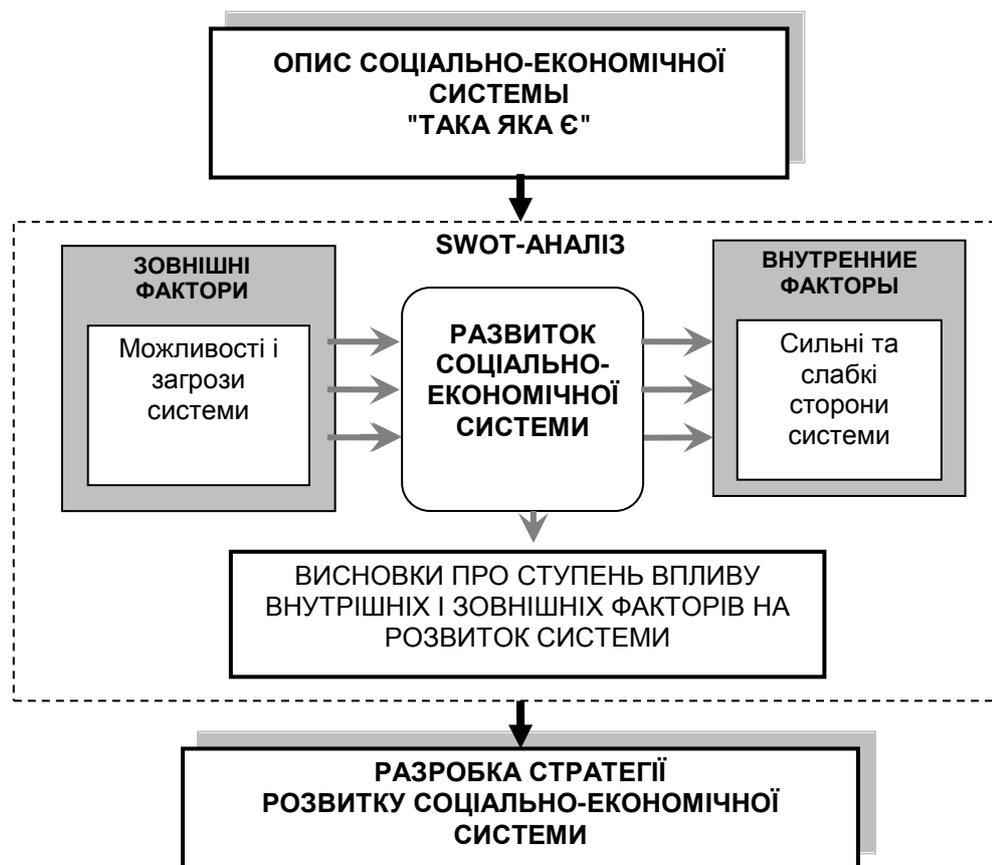 ОПИС СОЦІАЛЬНО-ЕКОНОМІЧНОЇ
СИСТЕМЫ
"ТАКА ЯКА Є"
SWOT-АНАЛІЗ
ЗОВНІШНІ
ФАКТОРИ
Можливості і
загрози
системи
РАЗВИТОК
СОЦІАЛЬНО-
ЕКОНОМІЧНОЇ
СИСТЕМИ
ВНУТРЕННИЕ
ФАКТОРЫ
Сильні та
слабкі
сторони
системи
ВИСНОВКИ ПРО СТУПЕНЬ ВПЛИВУ
ВНУТРІШНІХ І ЗОВНІШНІХ ФАКТОРІВ НА
РОЗВИТОК СИСТЕМИ
РАЗРОБКА СТРАТЕГІЇ
РОЗВИТКУ СОЦІАЛЬНО-ЕКОНОМІЧНОЇ
СИСТЕМИ